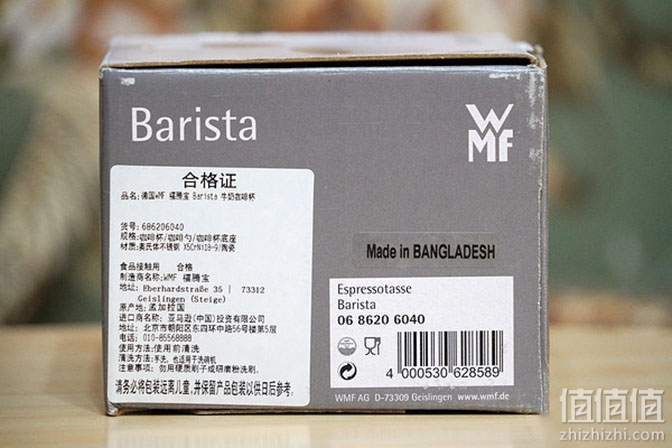 Barista
WMF
合格证
品名:德国WMF 福腾宝 Barista 牛奶咖啡杯
货号:686206040
规格:咖啡杯/咖啡勺/咖啡杯底座
材质:奥氏体不锈钢 X5CrNi18-9/陶瓷
食品接触用 合格
制造商名称:WMF 福腾宝
地址: Eberhardstraße 35 | 73312
Geislingen (Steige)
原产地:孟加拉国
进口商名称:亚马逊(中国)投资有限公司
地址:北京市朝阳区东四环中路56号楼第5层
电话: 010-85568888
使用方法:使用前清洗
清洗方法:手洗,也适用于洗碗机
注意事项:勿用硬质刷子或研磨粉洗刷.
请务必将包装远离儿童,并保留产品包装以供日后参考.
Made in BANGLADESH
Espressotasse
Barista
06 8620 6040
4 000530 628589
WMF AG D-73309 Geislingen www.wmf.de
值值值
zhizhizhi.com